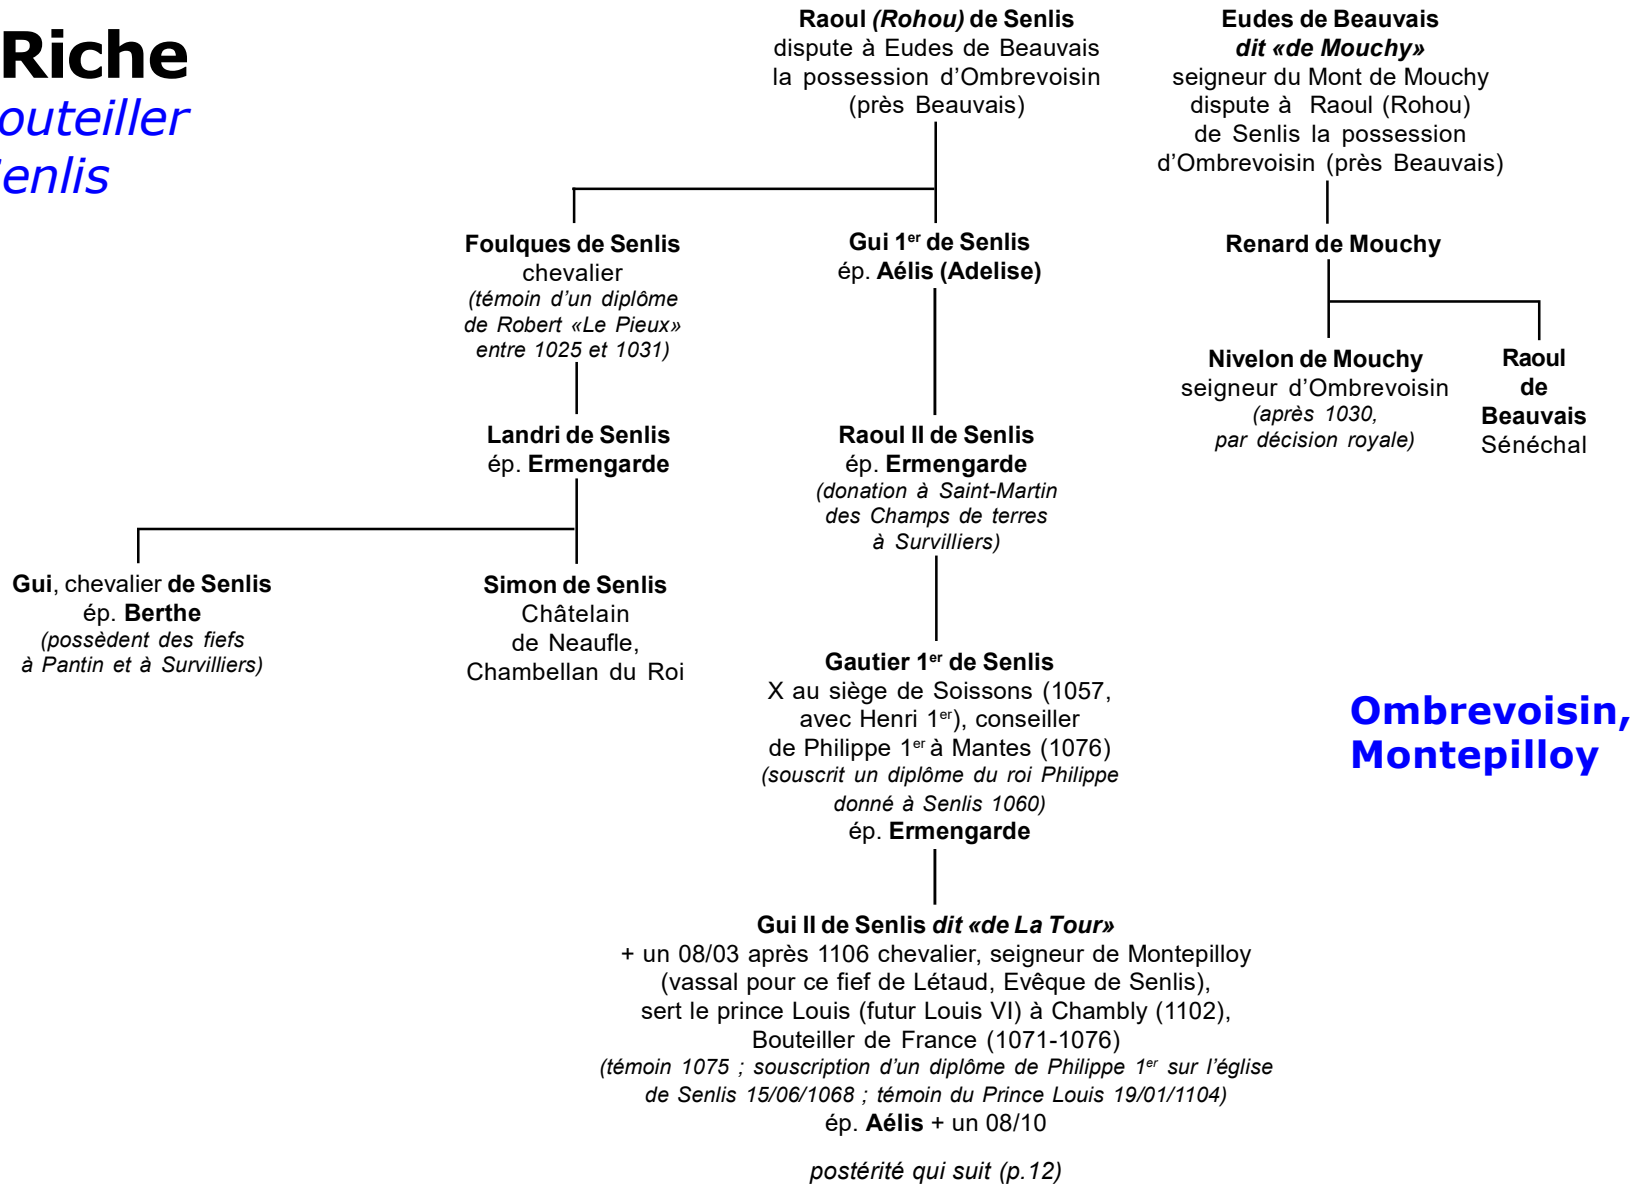 Riche
outeiller
enlis
Raoul (Rohou) de Senlis
dispute à Eudes de Beauvais
la possession d'Ombrevoisin
(près Beauvais)
Eudes de Beauvais
dit «de Mouchy»
seigneur du Mont de Mouchy
dispute à Raoul (Rohou)
de Senlis la possession
d'Ombrevoisin (près Beauvais)
Foulques de Senlis
chevalier
(témoin d'un diplôme
de Robert «Le Pieux»
entre 1025 et 1031)
Gui 1er de Senlis
ép. Aélis (Adelise)
Renard de Mouchy
Nivelon de Mouchy
seigneur d'Ombrevoisin
(après 1030,
par décision royale)
Raoul
de
Beauvais
Sénéchal
Landri de Senlis
ép. Ermengarde
Raoul II de Senlis
ép. Ermengarde
(donation à Saint-Martin
des Champs de terres
à Survilliers)
Gui, chevalier de Senlis
ép. Berthe
(possèdent des fiefs
à Pantin et à Survilliers)
Simon de Senlis
Châtelain
de Neaufle,
Chambellan du Roi
Gautier 1er de Senlis
X au siège de Soissons (1057,
avec Henri 1er), conseiller
de Philippe 1er à Mantes (1076)
(souscrit un diplôme du roi Philippe
donné à Senlis 1060)
ép. Ermengarde
Ombrevoisin,
Montepilloy
Gui II de Senlis dit «de La Tour»
+ un 08/03 après 1106 chevalier, seigneur de Montepilloy
(vassal pour ce fief de Létaud, Evêque de Senlis),
sert le prince Louis (futur Louis VI) à Chambly (1102),
Bouteiller de France (1071-1076)
(témoin 1075 ; souscription d'un diplôme de Philippe 1er sur l'église
de Senlis 15/06/1068 ; témoin du Prince Louis 19/01/1104)
ép. Aélis + un 08/10
postérité qui suit (p.12)